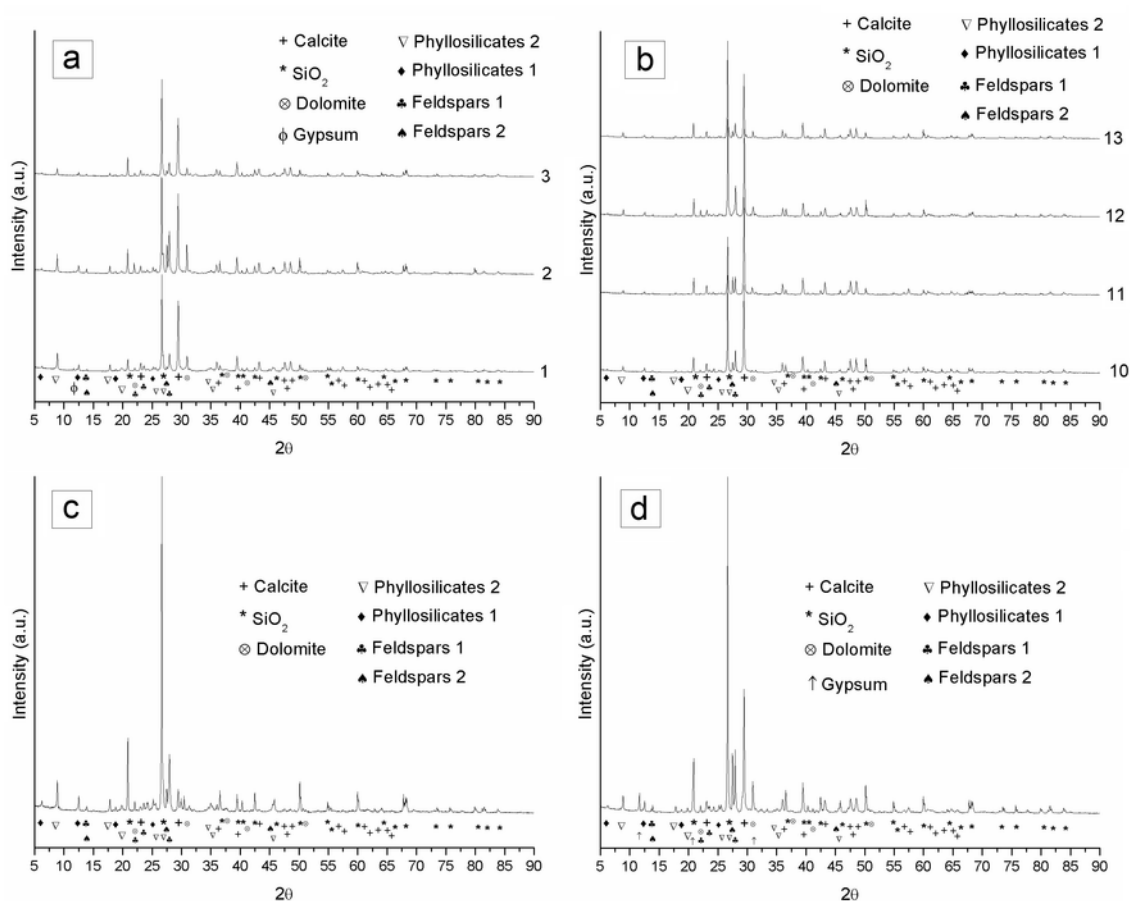 a
+ Calcite ▽ Phyllosilicates 2
* SiO2 ♦ Phyllosilicates 1
⊗ Dolomite ♣ Feldspars 1
ϕ Gypsum ♠ Feldspars 2
Intensity (a.u.)
3
2
1
5 10 15 20 25 30 35 40 45 50 55 60 65 70 75 80 85 90
2θ
b
+ Calcite ▽ Phyllosilicates 2
* SiO2 ♦ Phyllosilicates 1
⊗ Dolomite ♣ Feldspars 1
♠ Feldspars 2
Intensity (a.u.)
13
12
11
10
5 10 15 20 25 30 35 40 45 50 55 60 65 70 75 80 85 90
2θ
c
+ Calcite ▽ Phyllosilicates 2
* SiO2 ♦ Phyllosilicates 1
⊗ Dolomite ♣ Feldspars 1
♠ Feldspars 2
Intensity (a.u.)
5 10 15 20 25 30 35 40 45 50 55 60 65 70 75 80 85 90
2θ
d
+ Calcite ▽ Phyllosilicates 2
* SiO2 ♦ Phyllosilicates 1
⊗ Dolomite ♣ Feldspars 1
↑ Gypsum ♠ Feldspars 2
Intensity (a.u.)
5 10 15 20 25 30 35 40 45 50 55 60 65 70 75 80 85 90
2θ